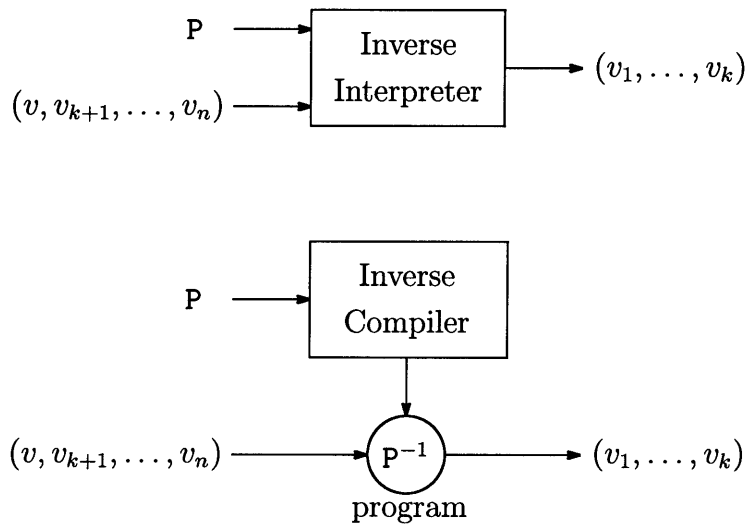 P
Inverse
Interpreter
(v, v_{k+1}, ..., v_n)
(v_1, ..., v_k)
P
Inverse
Compiler
(v, v_{k+1}, ..., v_n)
P^{-1}
(v_1, ..., v_k)
program